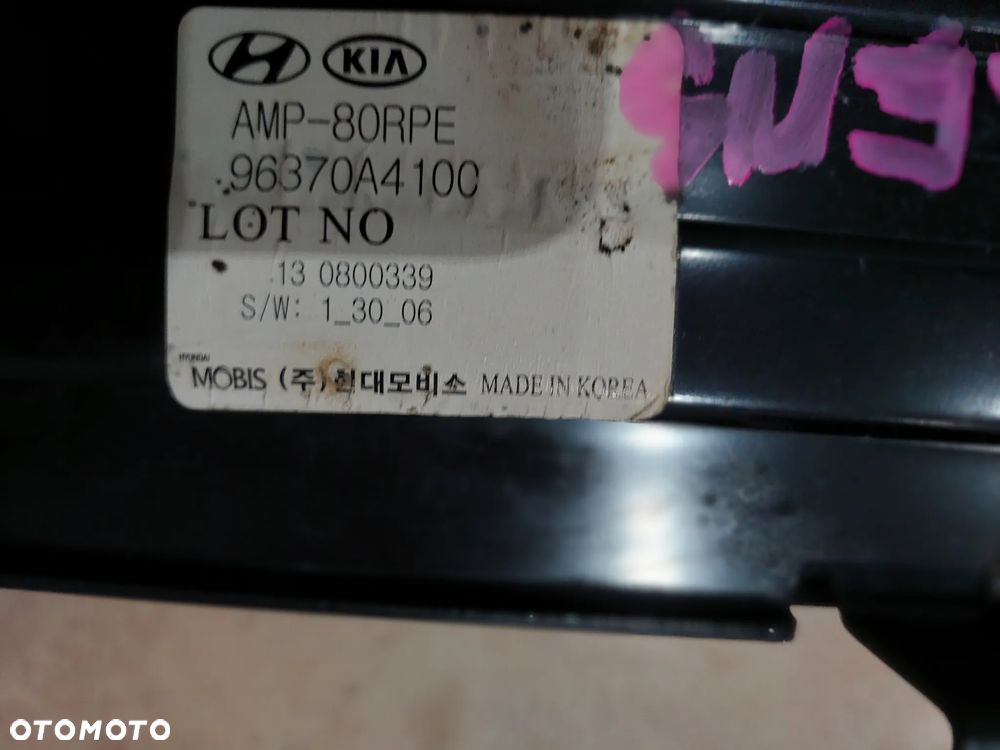 KIA
AMP-80RPE
96370A4100
LOT NO
13 0800339
S/W: 1_30_06
HYUNDAI
MOBIS (주) 현대모비스 MADE IN KOREA
OTOMOTO